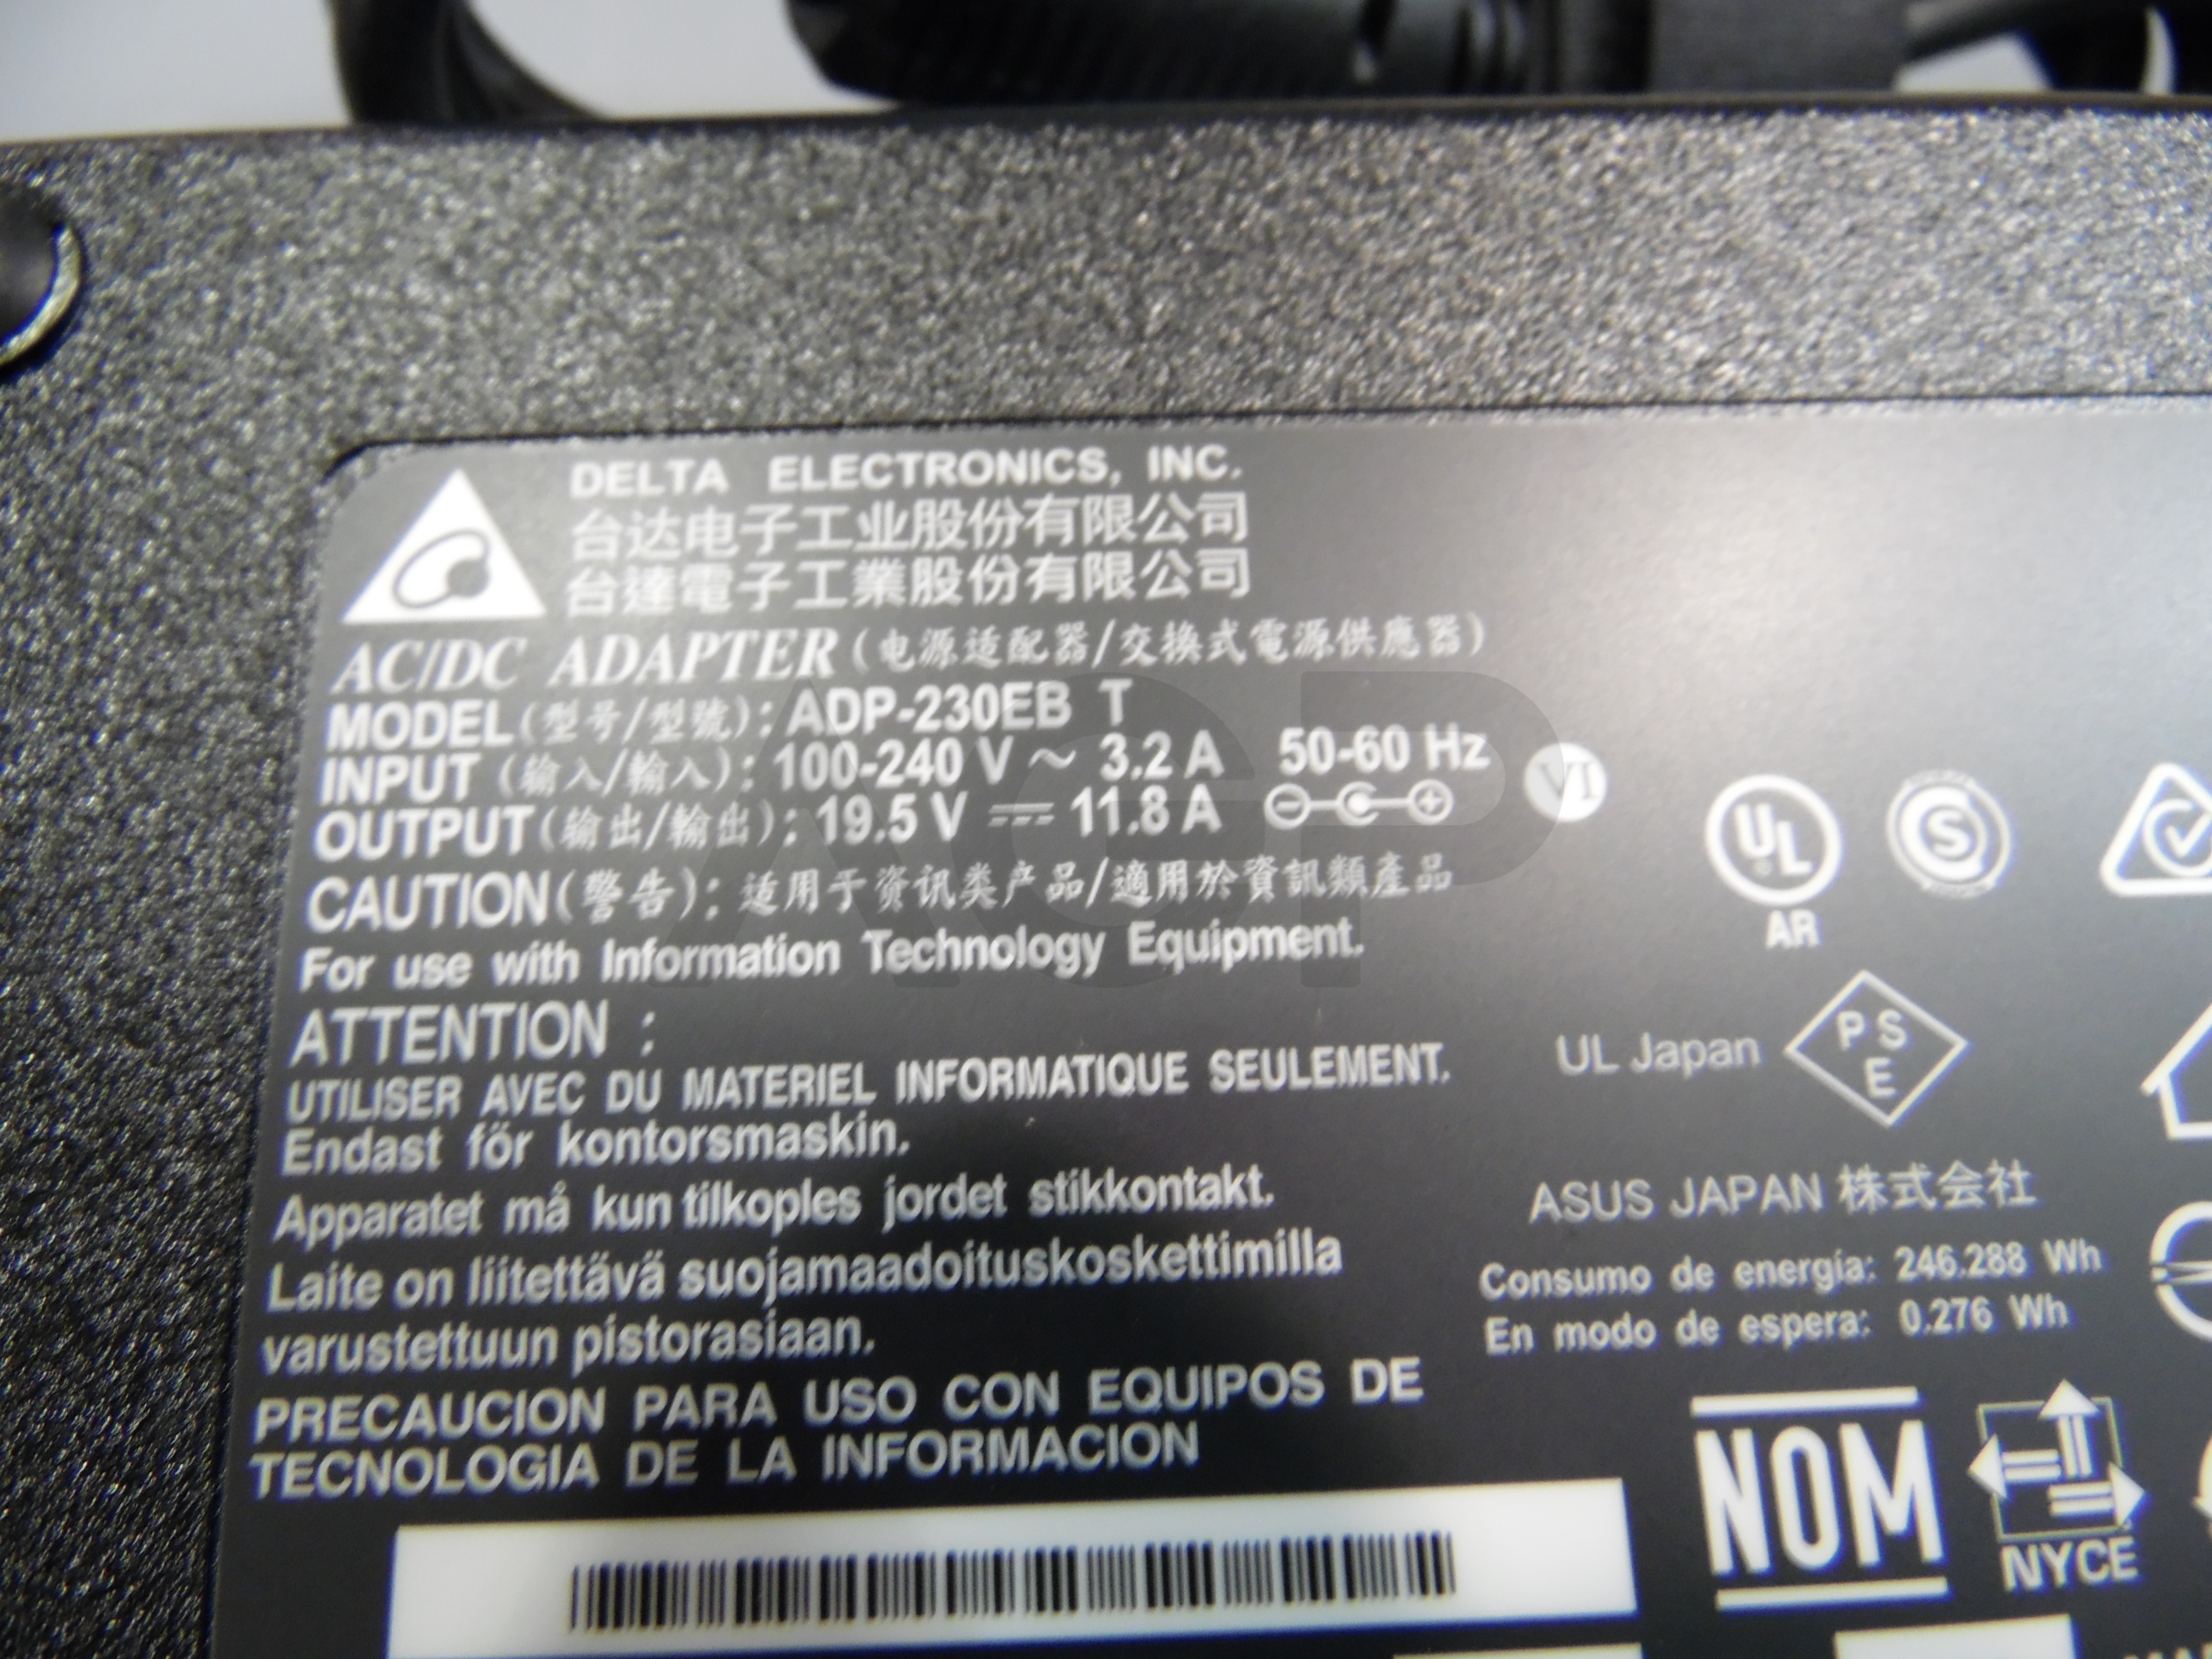 DELTA ELECTRONICS, INC.
台达电子工业股份有限公司
台達電子工業股份有限公司
AC/DC ADAPTER (电源适配器/交換式電源供應器)
MODEL(型号/型號): ADP-230EB T
INPUT (输入/輸入): 100-240 V ~ 3.2 A 50-60 Hz
VI
OUTPUT(输出/輸出): 19.5 V ⎓ 11.8 A
CAUTION(警告): 适用于资讯类产品/適用於資訊類產品
For use with Information Technology Equipment.
ATTENTION :
UTILISER AVEC DU MATERIEL INFORMATIQUE SEULEMENT.
Endast för kontorsmaskin.
Apparatet må kun tilkoples jordet stikkontakt.
Laite on liitettävä suojamaadoituskoskettimilla
varustettuun pistorasiaan.
PRECAUCION PARA USO CON EQUIPOS DE
TECNOLOGIA DE LA INFORMACION
UL
AR
S
UL Japan
PS
E
ASUS JAPAN 株式会社
Consumo de energía: 246.288 Wh
En modo de espera: 0.276 Wh
NOM
NYCE
AGP